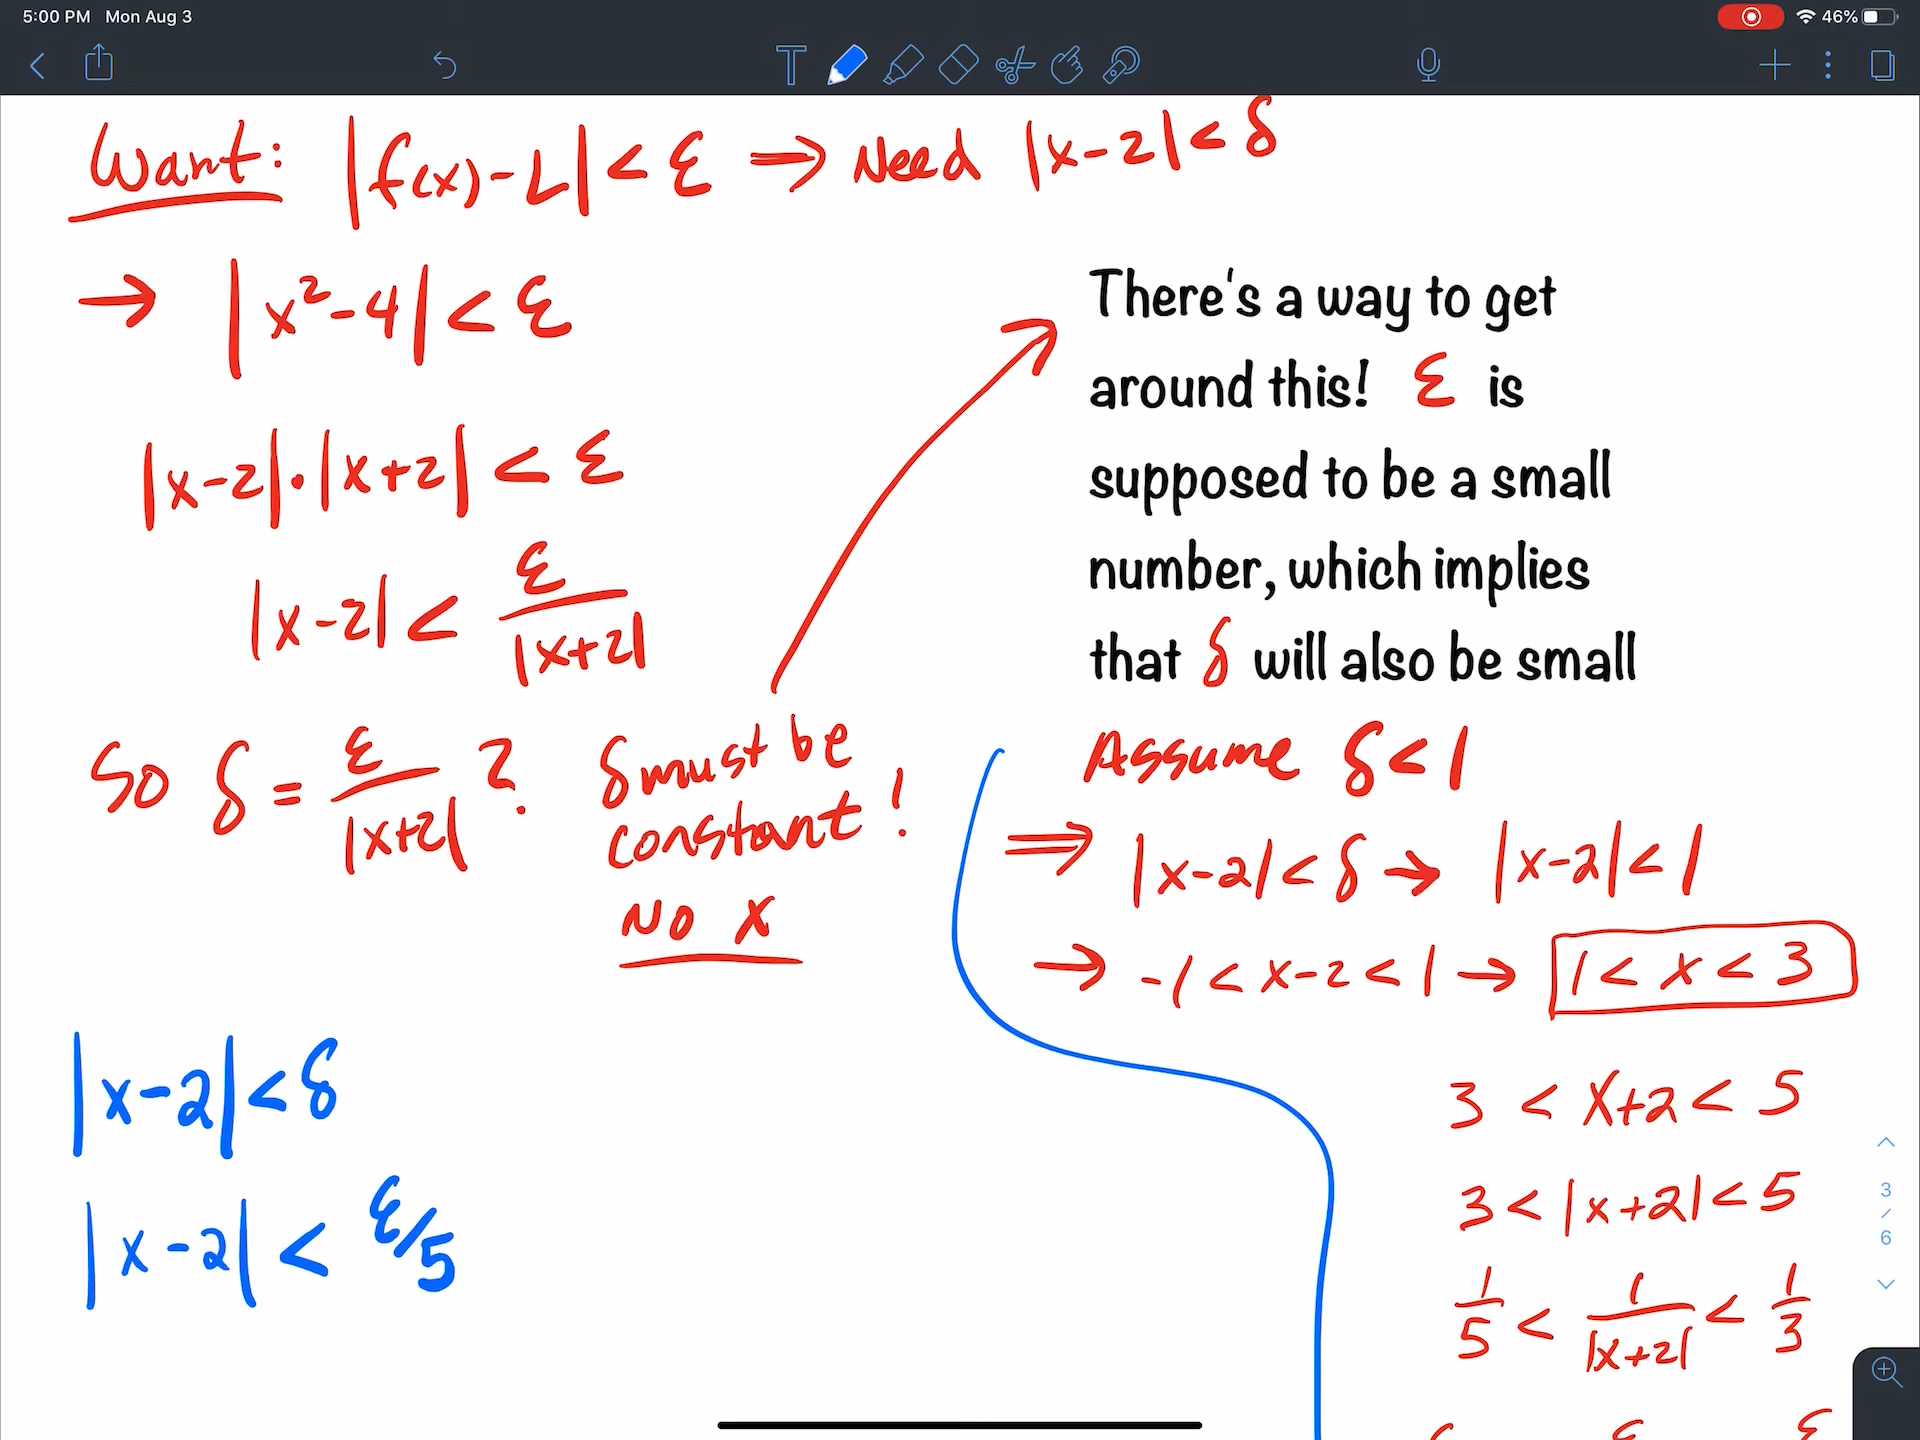 5:00 PM Mon Aug 3
46%
Want: |f(x)-L| < ε ⇒ Need |x-2| < δ
→ |x²-4| < ε
|x-2|·|x+2| < ε
|x-2| < ε/|x+2|
So δ = ε/|x+2| ? δ must be
constant!
NO X
There's a way to get
around this! ε is
supposed to be a small
number, which implies
that δ will also be small
Assume δ < 1
⇒ |x-2| < δ → |x-2| < 1
→ -1 < x-2 < 1 → 1 < x < 3
3 < x+2 < 5
3 < |x+2| < 5
1/5 < 1/|x+2| < 1/3
|x-2| < δ
|x-2| < ε/5
3
/
6